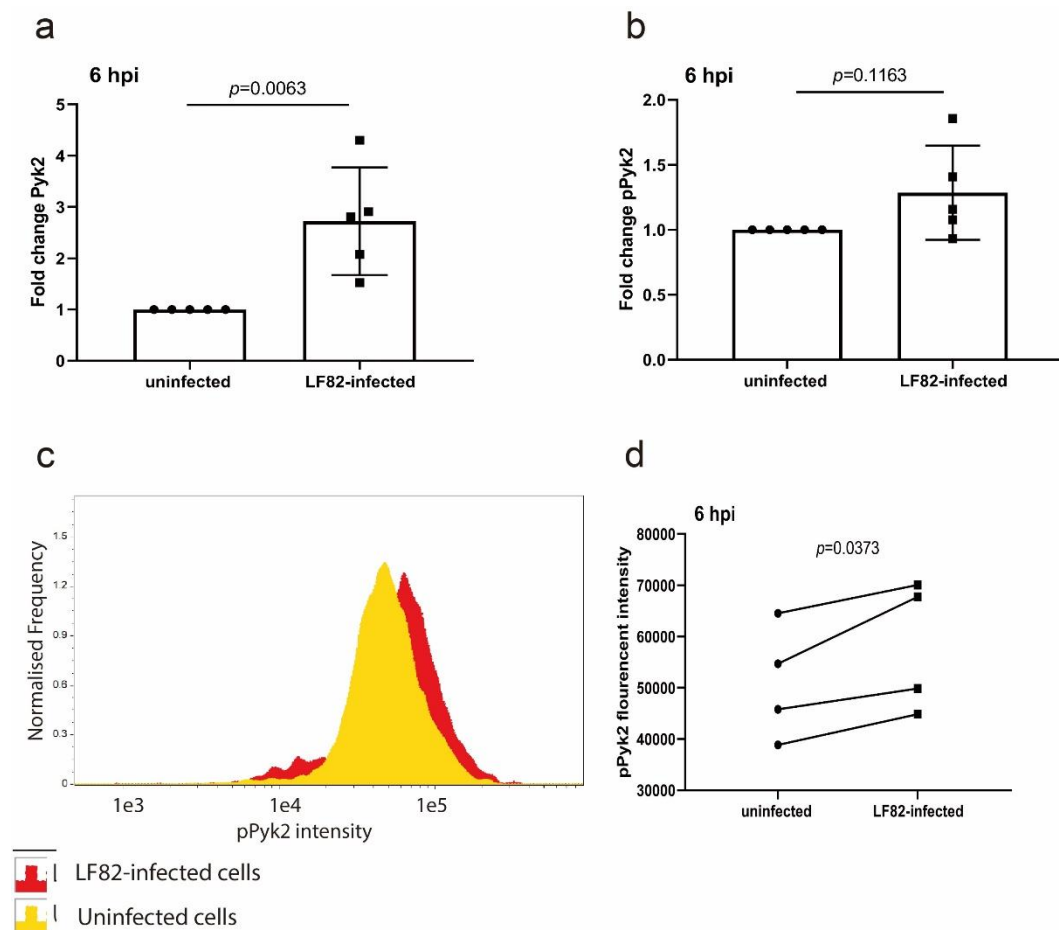 a
6 hpi
p=0.0063
Fold change Pyk2
5
4
3
2
1
0
uninfected
LF82-infected
b
6 hpi
p=0.1163
Fold change pPyk2
2.0
1.5
1.0
0.5
0.0
uninfected
LF82-infected
c
Normalised Frequency
1.5
1.2
0.9
0.6
0.3
0
1e3
1e4
1e5
pPyk2 intensity
LF82-infected cells
Uninfected cells
d
6 hpi
p=0.0373
pPyk2 flourencent intensity
80000
70000
60000
50000
40000
30000
uninfected
LF82-infected